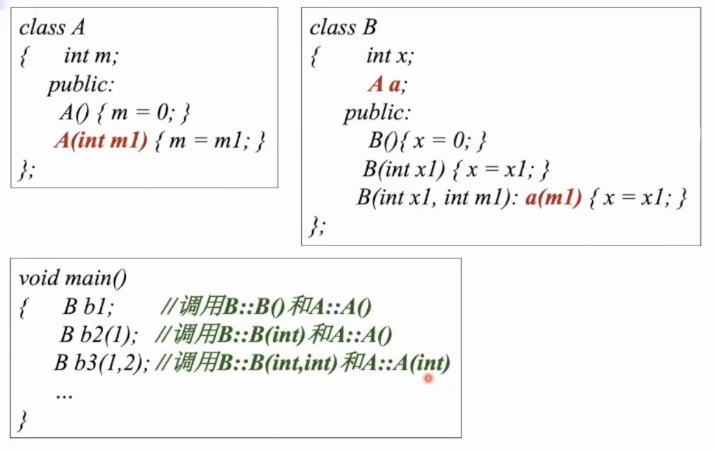 class A
{ int m;
public:
A() { m = 0; }
A(int m1) { m = m1; }
};
class B
{ int x;
A a;
public:
B(){ x = 0; }
B(int x1) { x = x1; }
B(int x1, int m1): a(m1) { x = x1; }
};
void main()
{ B b1; //调用B::B()和A::A()
B b2(1); //调用B::B(int)和A::A()
B b3(1,2); //调用B::B(int,int)和A::A(int)
...
}